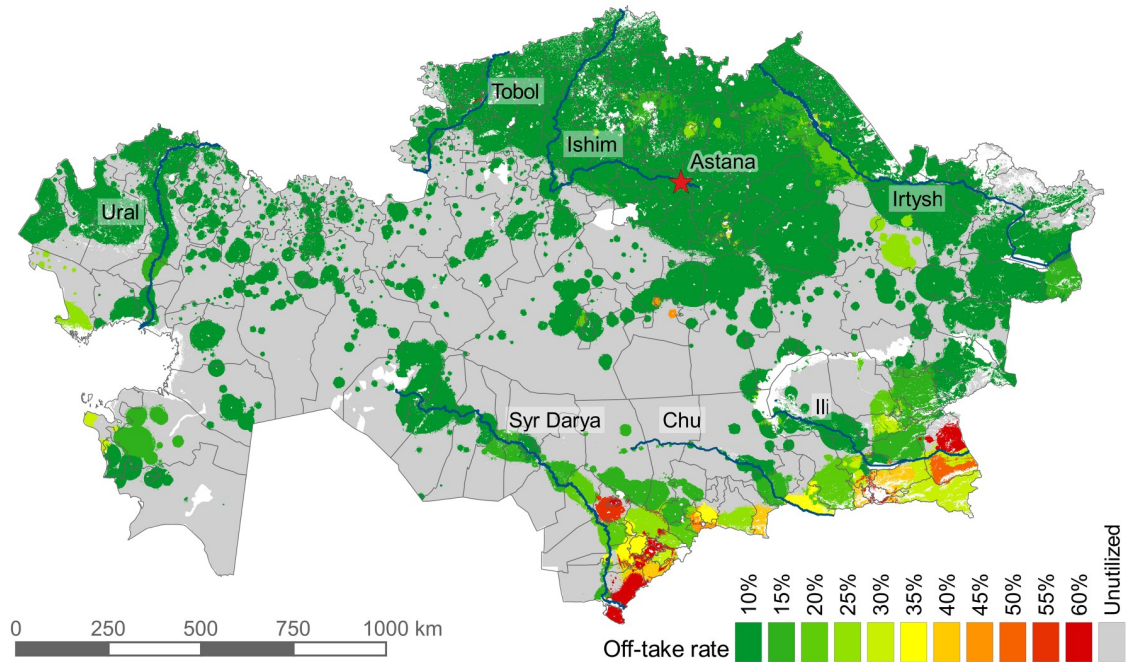 Tobol
Ishim
Astana
Ural
Irtysh
Syr Darya
Chu
Ili
0 250 500 750 1000 km
Off-take rate
10%
15%
20%
25%
30%
35%
40%
45%
50%
55%
60%
Unutilized